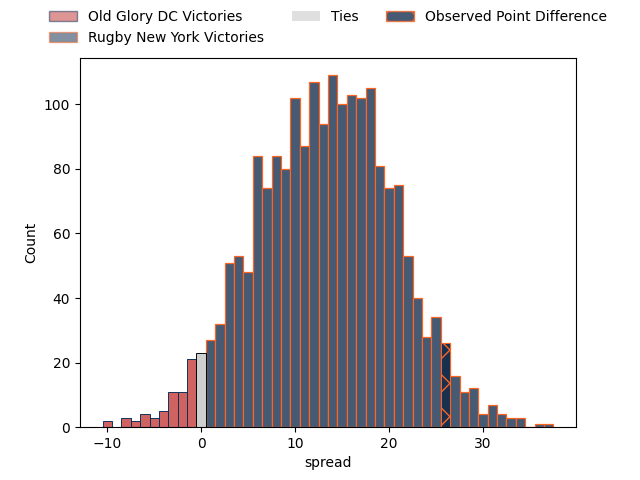 Old Glory DC Victories
Ties
Observed Point Difference
Rugby New York Victories
100
80
60
40
20
0
Count
−10
0
10
20
30
spread